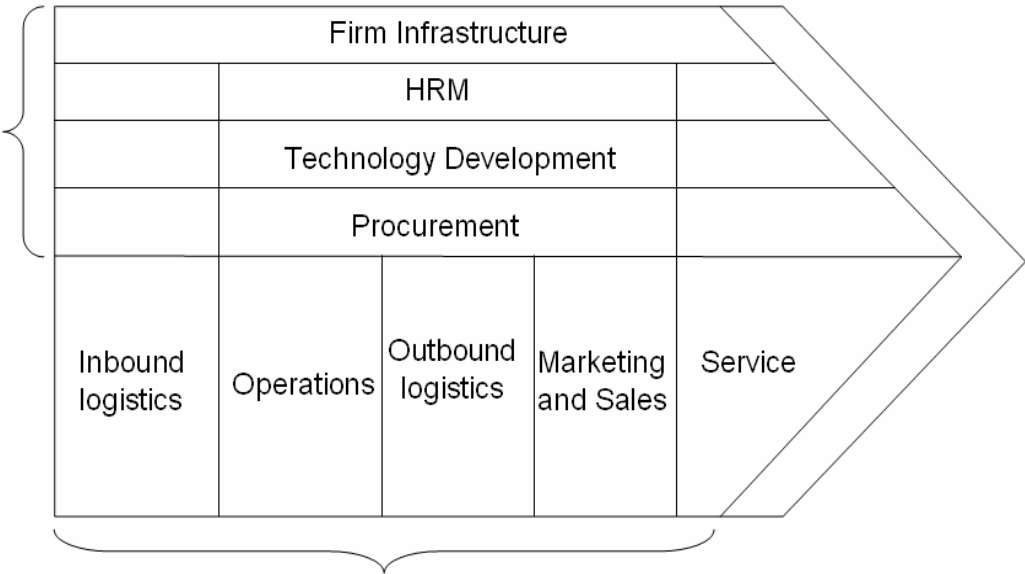 Firm Infrastructure
HRM
Technology Development
Procurement
Inbound
logistics
Operations
Outbound
logistics
Marketing
and Sales
Service